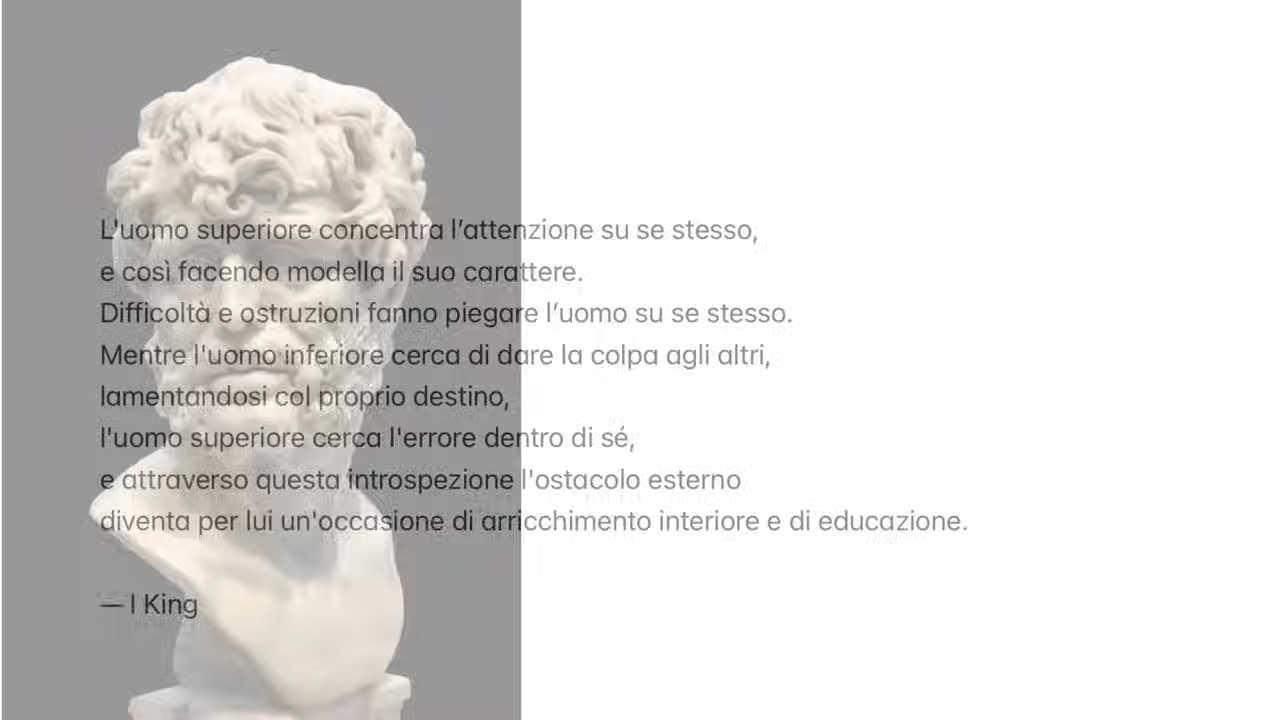 L'uomo superiore concentra l’attenzione su se stesso,
e così facendo modella il suo carattere.
Difficoltà e ostruzioni fanno piegare l’uomo su se stesso.
Mentre l'uomo inferiore cerca di dare la colpa agli altri,
lamentandosi col proprio destino,
l'uomo superiore cerca l'errore dentro di sé,
e attraverso questa introspezione l'ostacolo esterno
diventa per lui un'occasione di arricchimento interiore e di educazione.
— I King